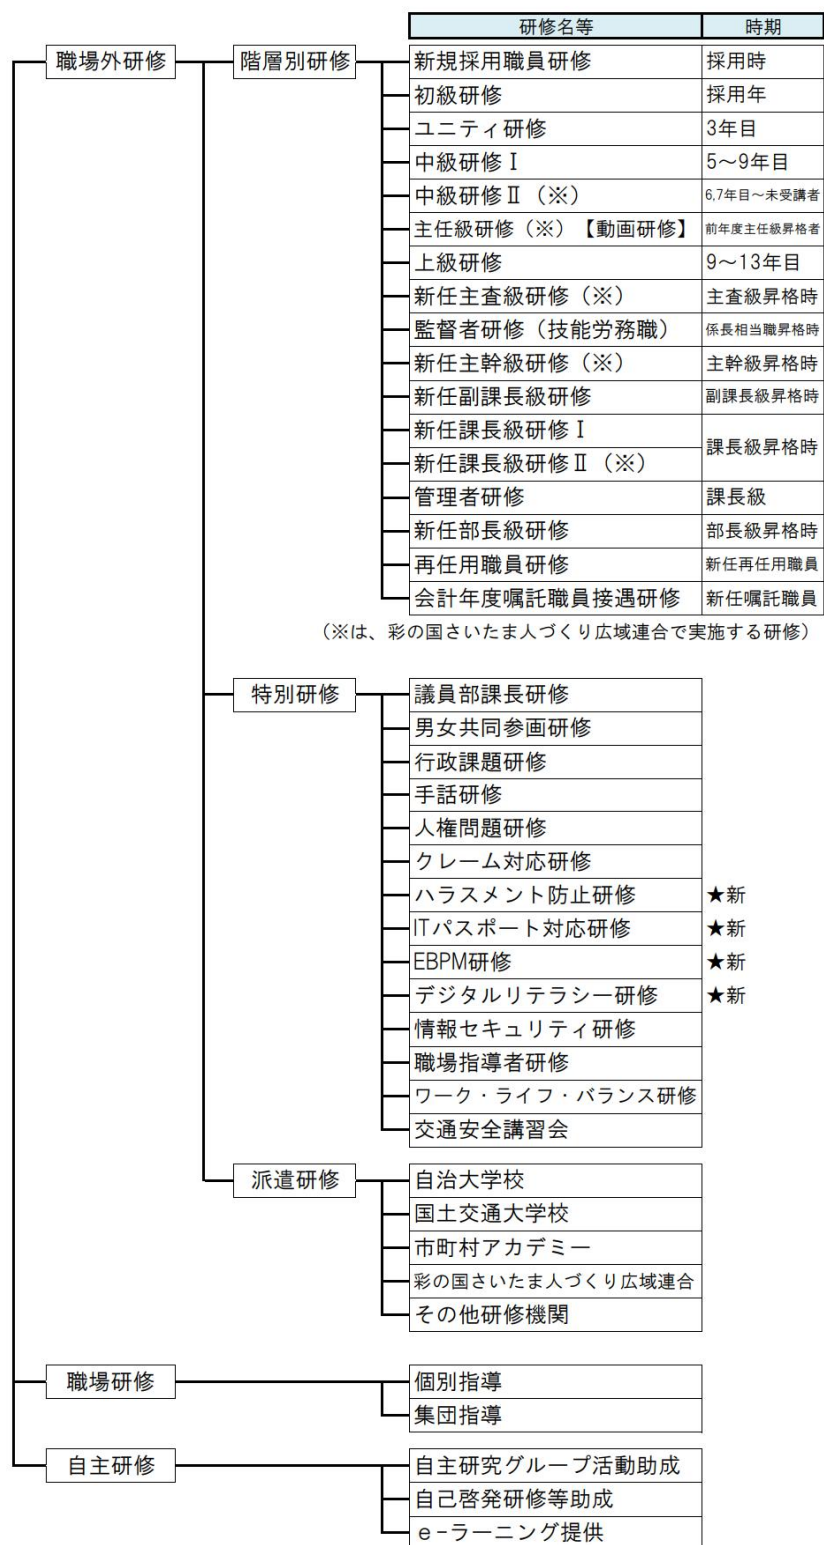 研修名等 時期
職場外研修 階層別研修 新規採用職員研修 採用時
初級研修 採用年
ユニティ研修 3年目
中級研修Ⅰ 5～9年目
中級研修Ⅱ（※） 6,7年目～未受講者
主任級研修（※）【動画研修】 前年度主任級昇格者
上級研修 9～13年目
新任主査級研修（※） 主査級昇格時
監督者研修（技能労務職） 係長相当職昇格時
新任主幹級研修（※） 主幹級昇格時
新任副課長級研修 副課長級昇格時
新任課長級研修Ⅰ
課長級昇格時
新任課長級研修Ⅱ（※）
管理者研修 課長級
新任部長級研修 部長級昇格時
再任用職員研修 新任再任用職員
会計年度嘱託職員接遇研修 新任嘱託職員
（※は、彩の国さいたま人づくり広域連合で実施する研修）
特別研修 議員部課長研修
男女共同参画研修
行政課題研修
手話研修
人権問題研修
クレーム対応研修
ハラスメント防止研修 ★新
ITパスポート対応研修 ★新
EBPM研修 ★新
デジタルリテラシー研修 ★新
情報セキュリティ研修
職場指導者研修
ワーク・ライフ・バランス研修
交通安全講習会
派遣研修 自治大学校
国土交通大学校
市町村アカデミー
彩の国さいたま人づくり広域連合
その他研修機関
職場研修 個別指導
集団指導
自主研修 自主研究グループ活動助成
自己啓発研修等助成
ｅ-ラーニング提供